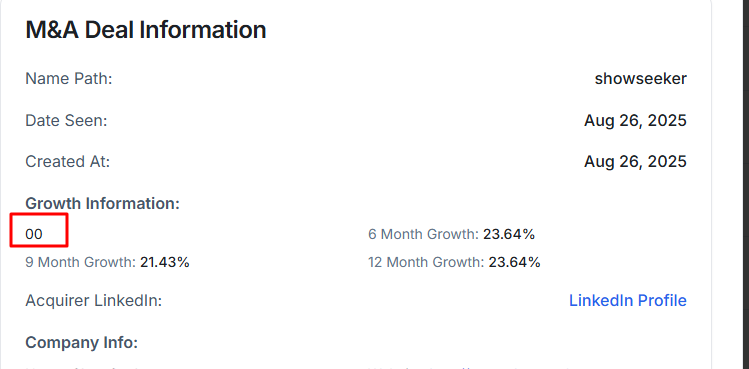 M&A Deal Information
Name Path: showseeker
Date Seen: Aug 26, 2025
Created At: Aug 26, 2025
Growth Information:
00 6 Month Growth: 23.64%
9 Month Growth: 21.43% 12 Month Growth: 23.64%
Acquirer LinkedIn: LinkedIn Profile
Company Info: